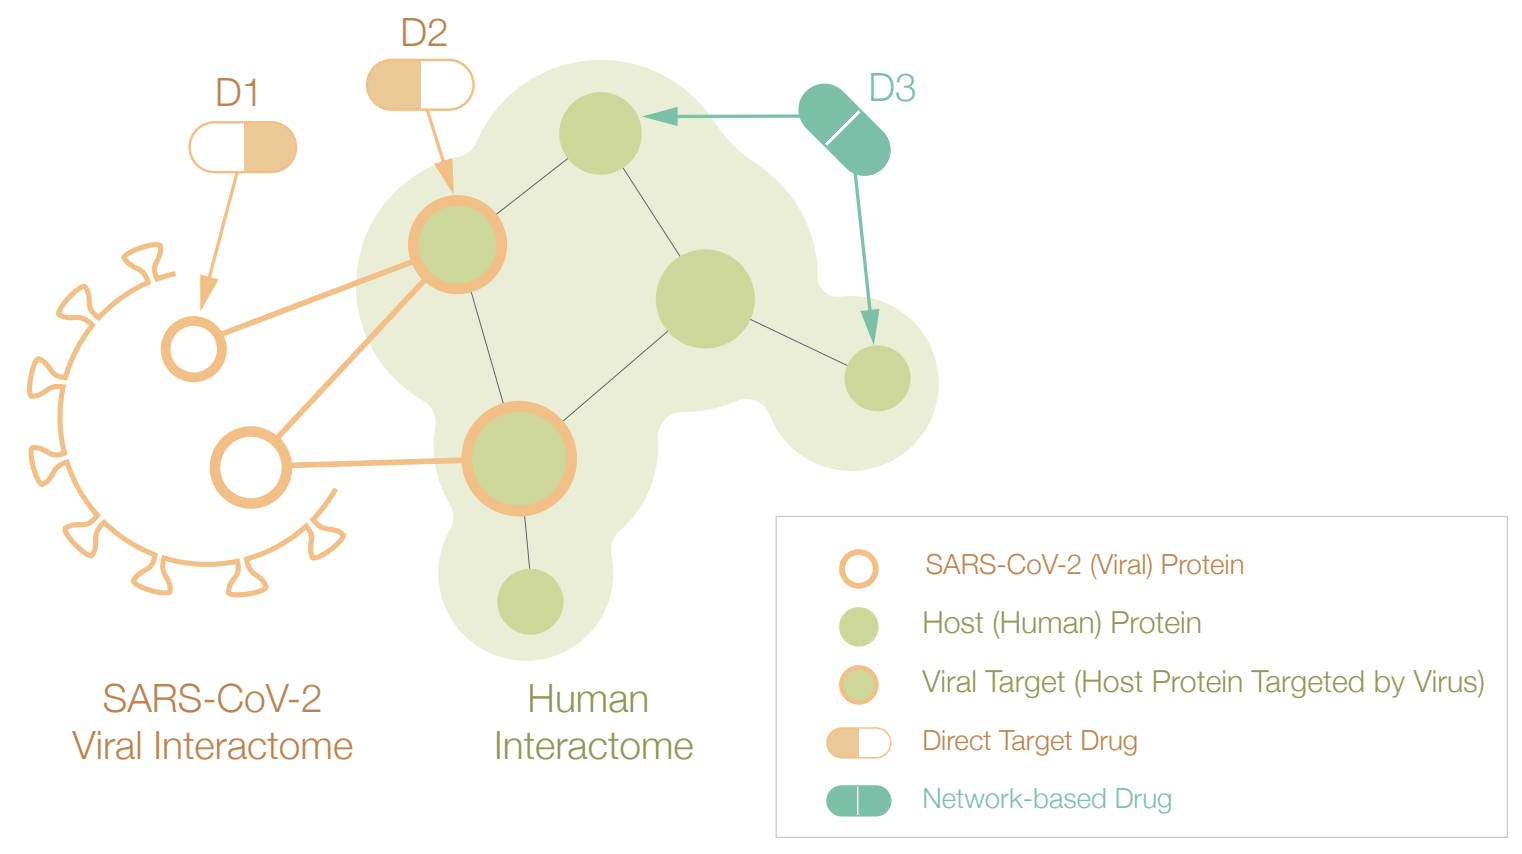 D1
D2
D3
SARS-CoV-2
Viral Interactome
Human
Interactome
SARS-CoV-2 (Viral) Protein
Host (Human) Protein
Viral Target (Host Protein Targeted by Virus)
Direct Target Drug
Network-based Drug